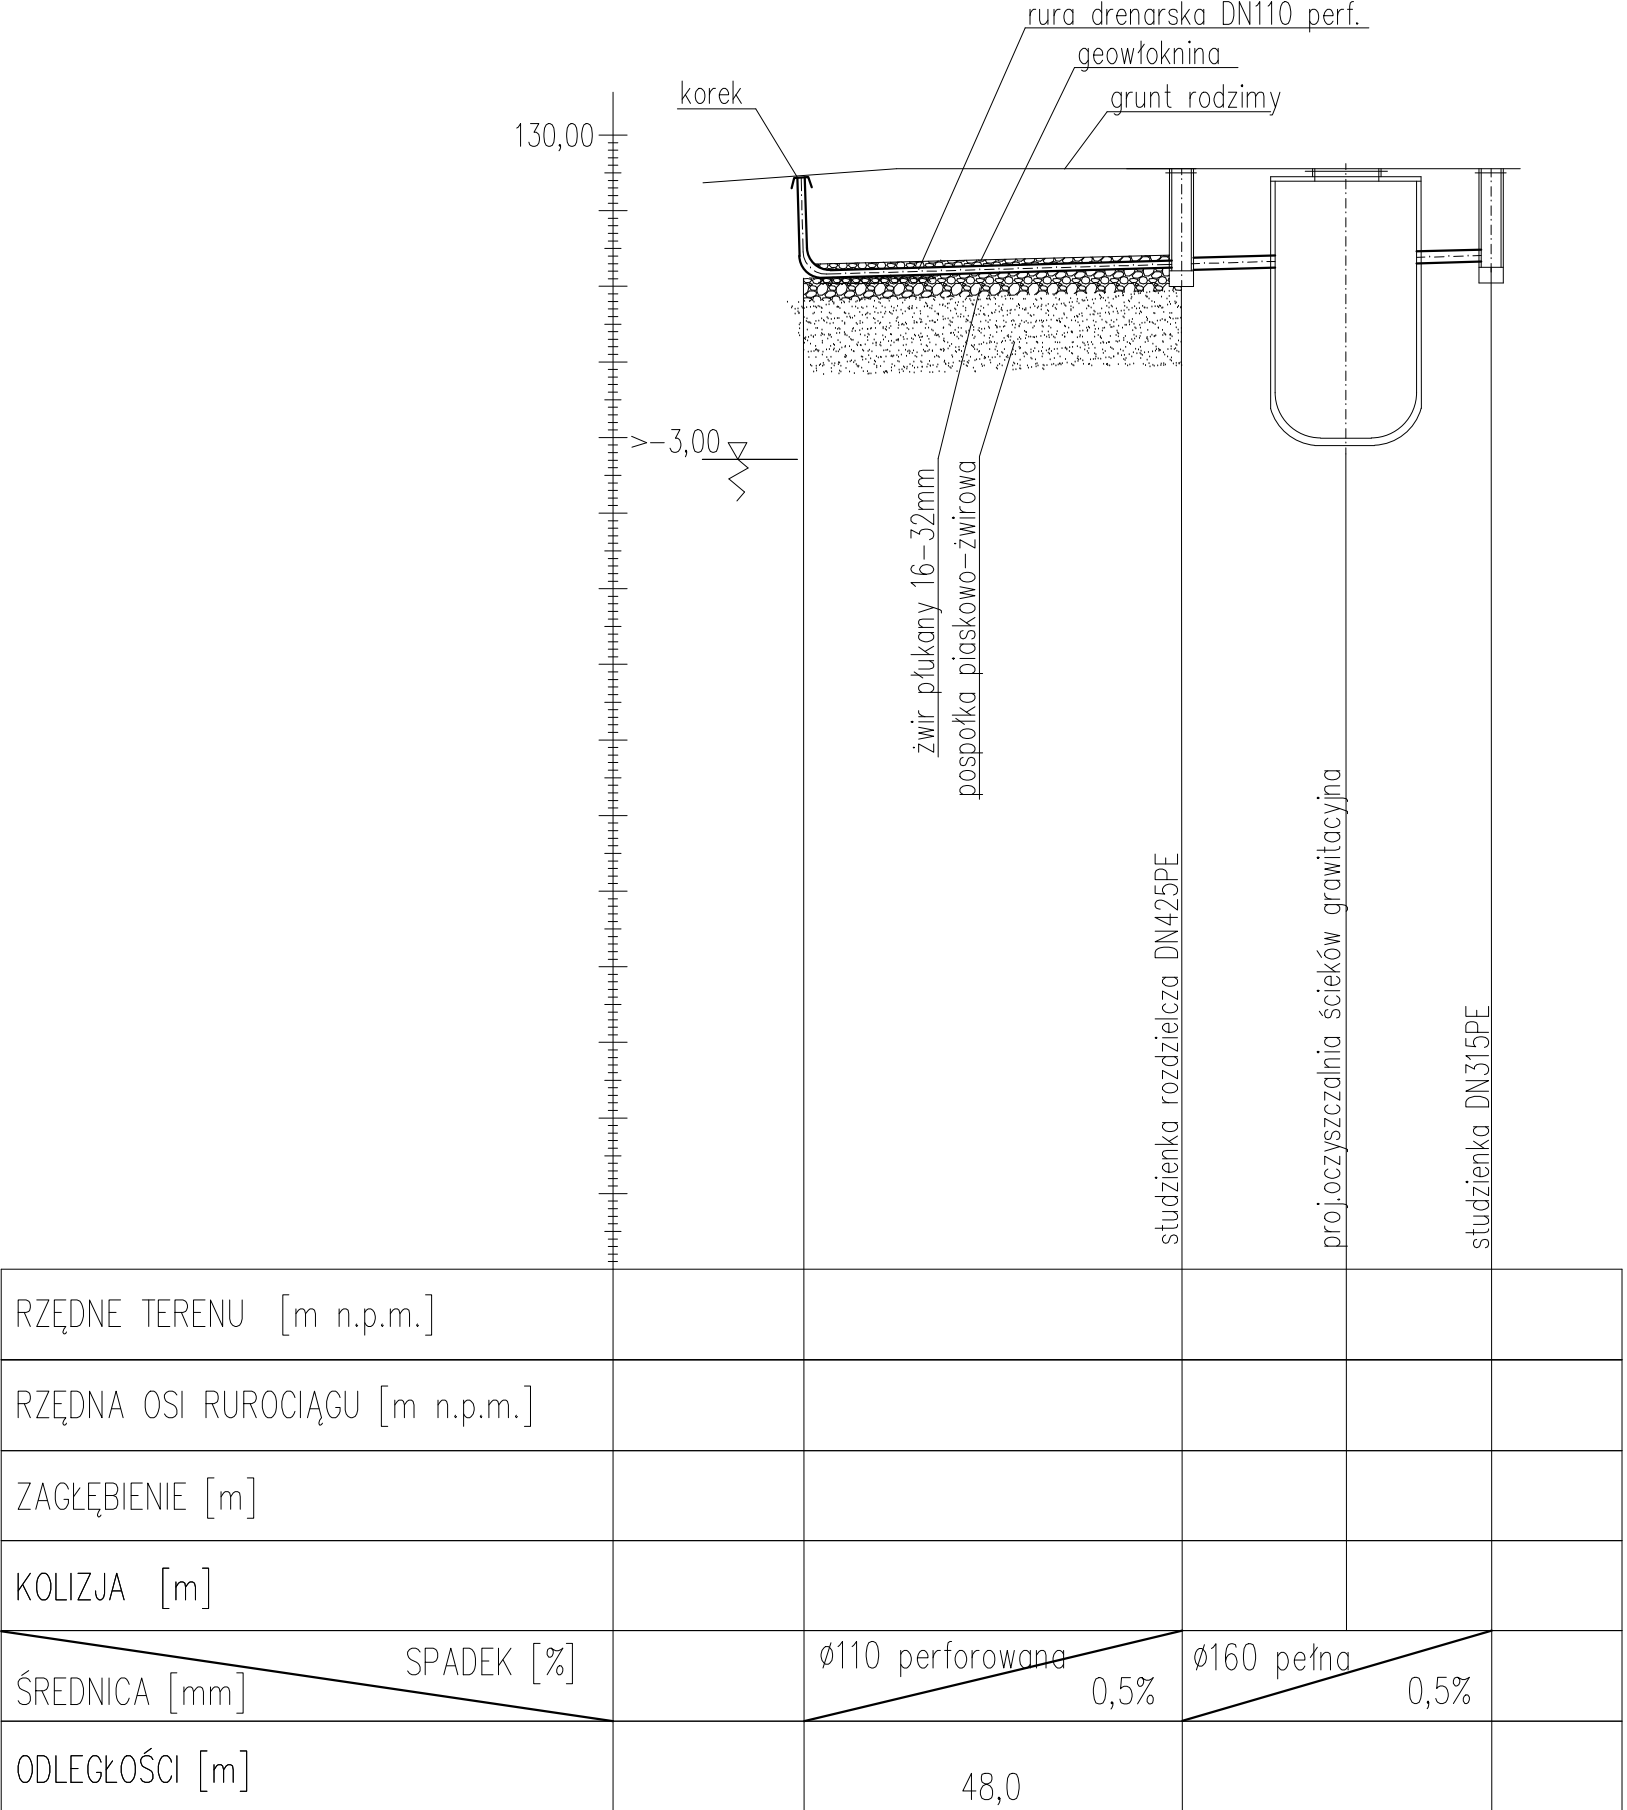 rura drenarska DN110 perf.
geowłoknina
korek
grunt rodzimy
130,00
>-3,00
żwir płukany 16-32mm
pospołka piaskowo-żwirowa
studzienka rozdzielcza DN425PE
proj.oczyszczalnia ścieków grawitacyjna
studzienka DN315PE
RZĘDNE TERENU [m n.p.m.]
RZĘDNA OSI RUROCIĄGU [m n.p.m.]
ZAGŁĘBIENIE [m]
KOLIZJA [m]
SPADEK [%]
ŚREDNICA [mm]
Ø110 perforowana
0,5%
Ø160 pełna
0,5%
ODLEGŁOŚCI [m]
48,0